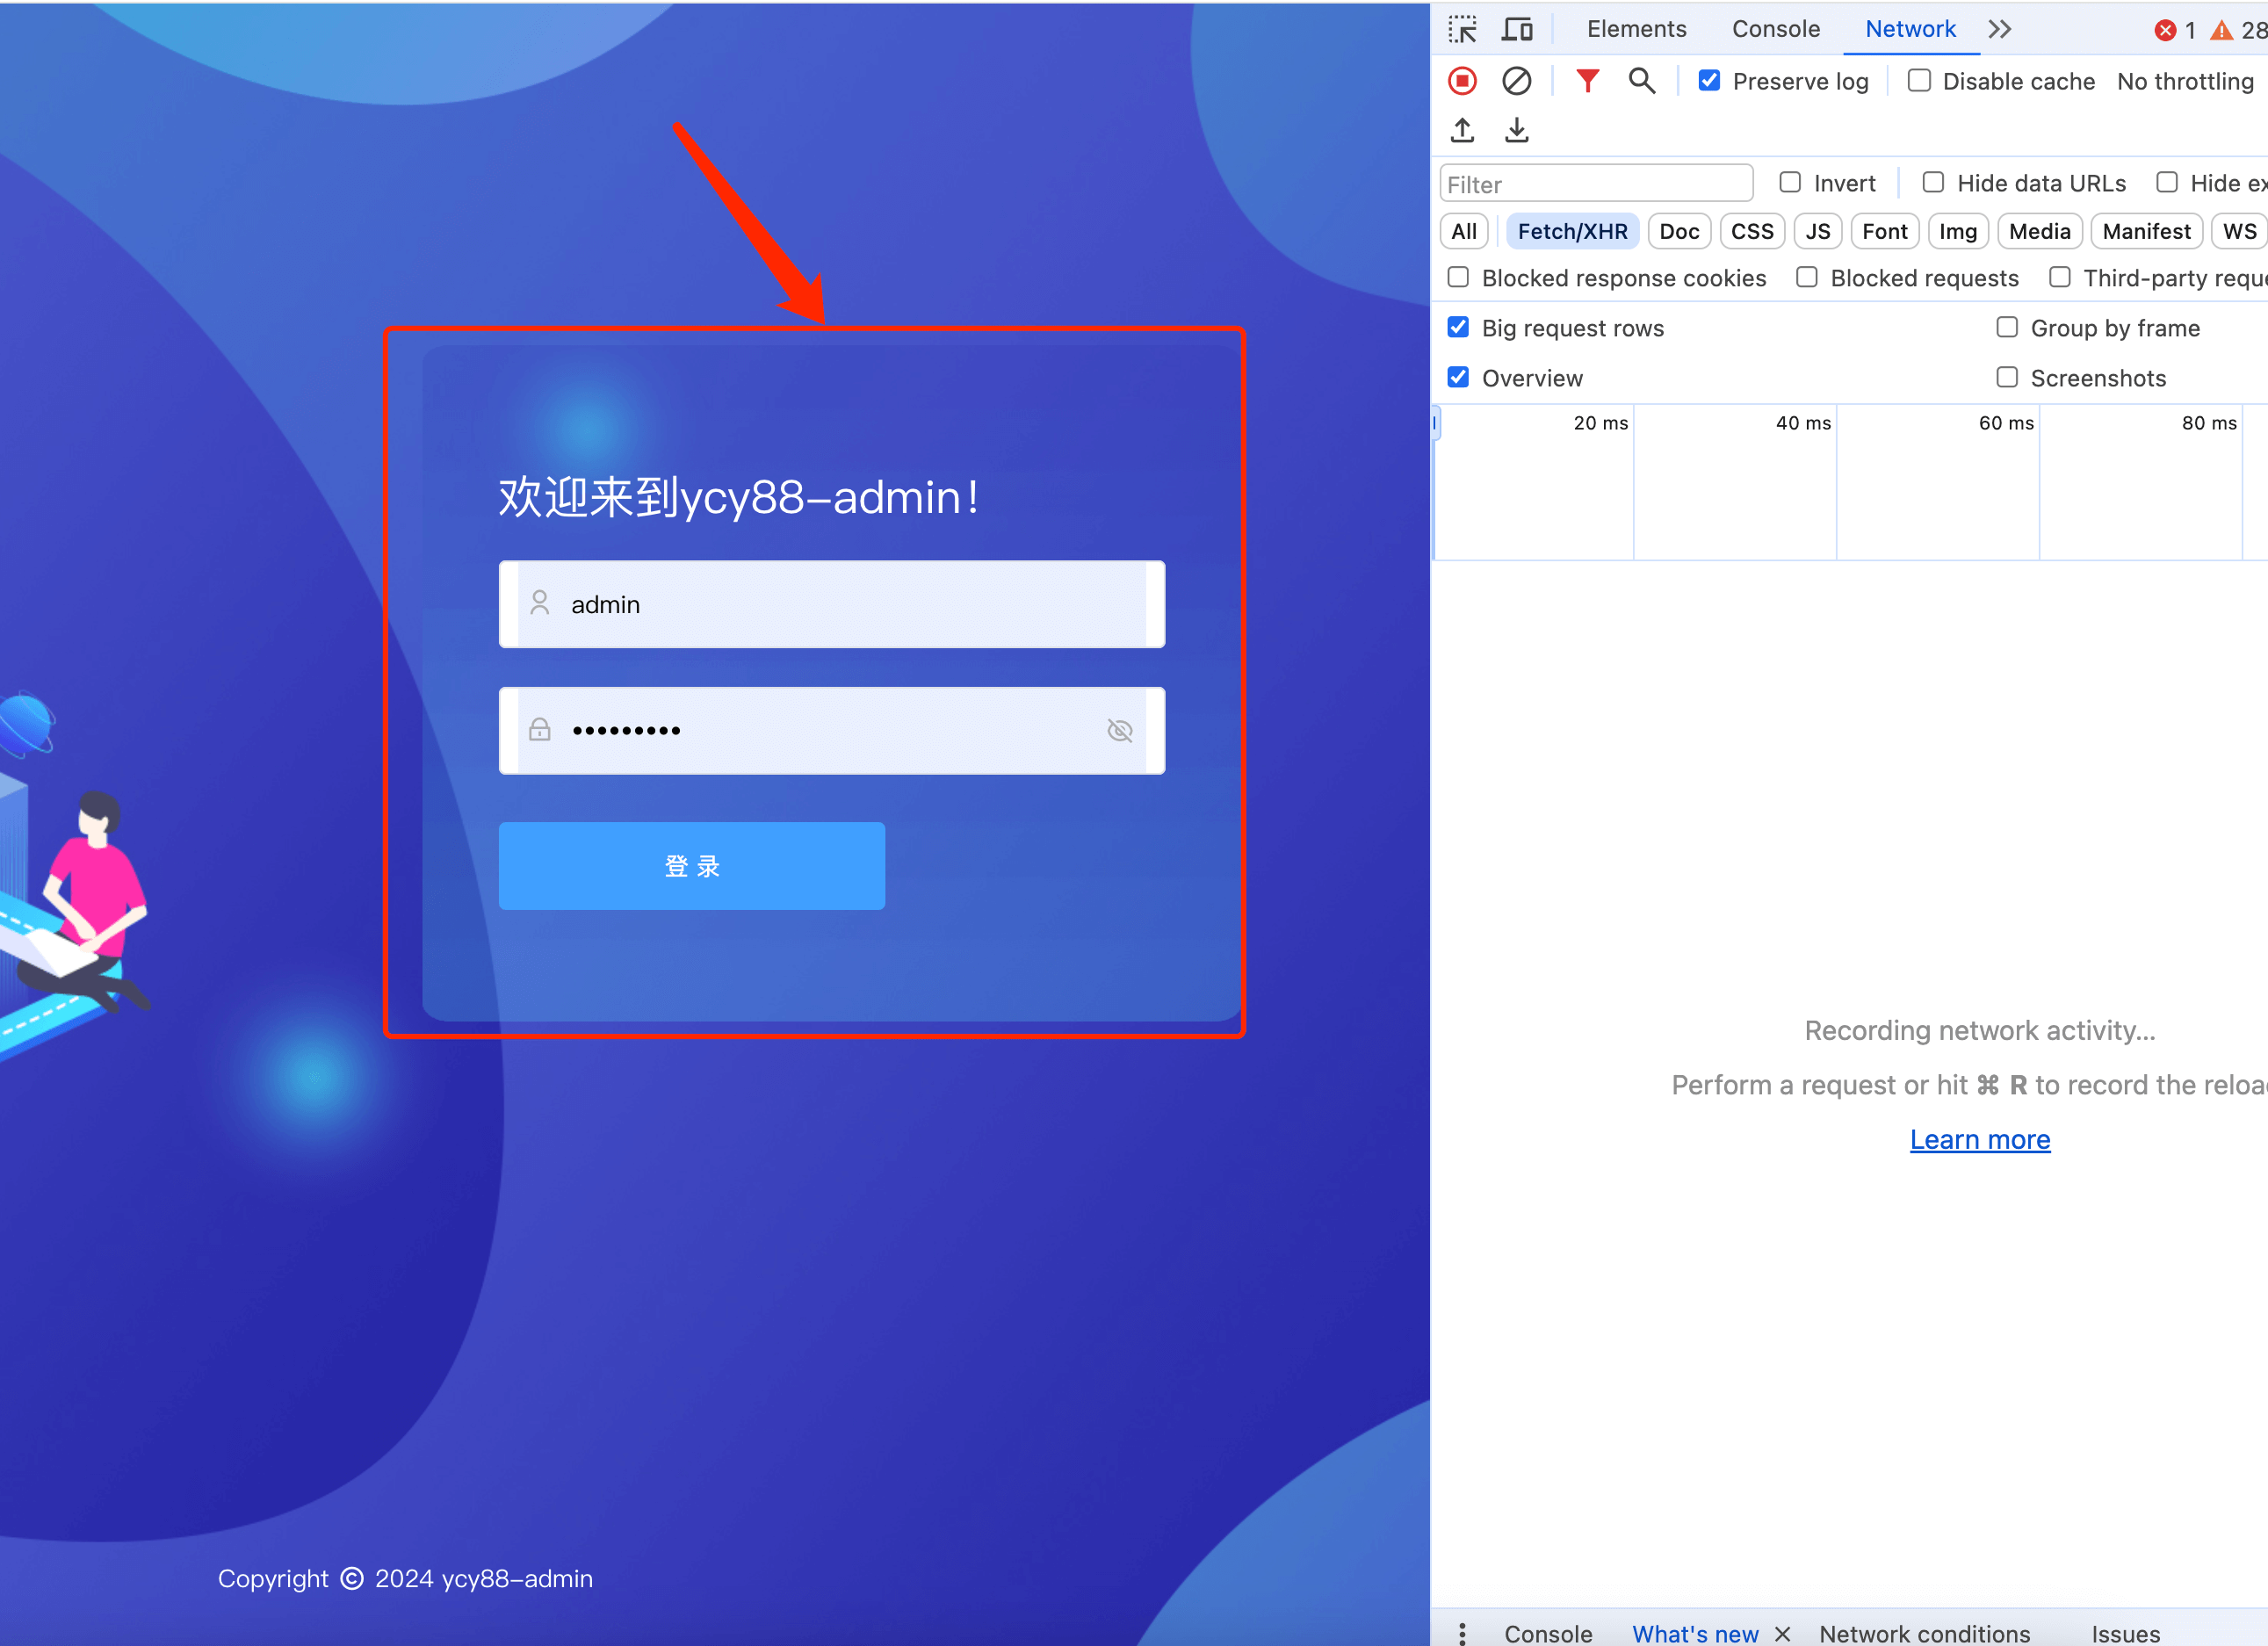 欢迎来到ycy88-admin!
admin
•••••••••
登 录
Copyright © 2024 ycy88-admin
Elements Console Network 1 28
Preserve log Disable cache No throttling
Filter Invert Hide data URLs Hide ex
All Fetch/XHR Doc CSS JS Font Img Media Manifest WS
Blocked response cookies Blocked requests Third-party reque
Big request rows Group by frame
Overview Screenshots
20 ms 40 ms 60 ms 80 ms
Recording network activity...
Perform a request or hit ⌘ R to record the reloa
Learn more
Console What's new × Network conditions Issues